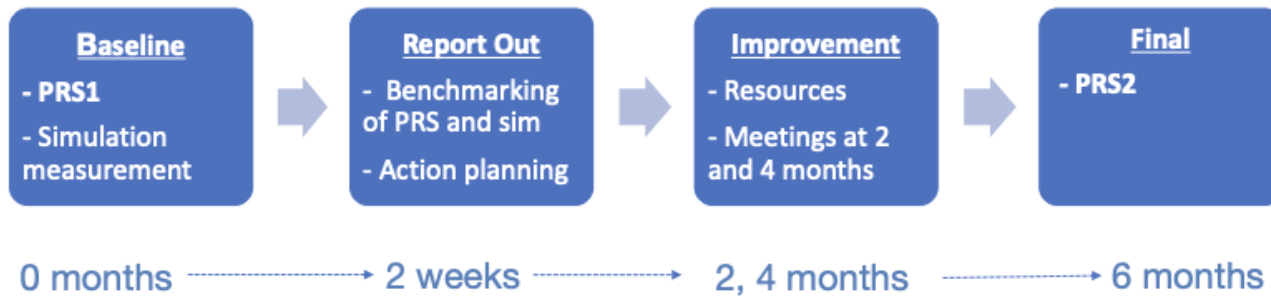 Baseline
- PRS1
- Simulation
measurement
Report Out
- Benchmarking
of PRS and sim
- Action planning
Improvement
- Resources
- Meetings at 2
and 4 months
Final
- PRS2
0 months
2 weeks
2, 4 months
6 months